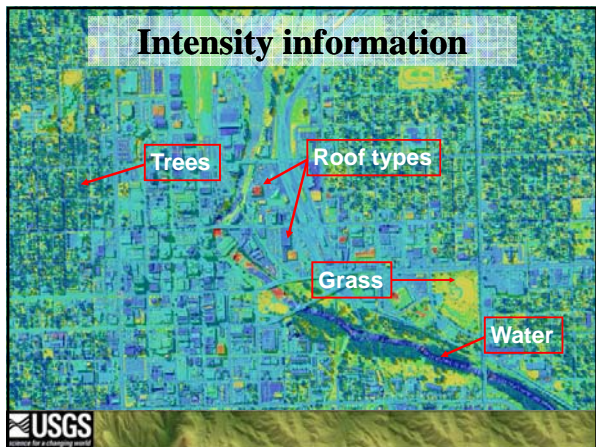 Intensity information
Trees
Roof types
Grass
Water
USGS
science for a changing world